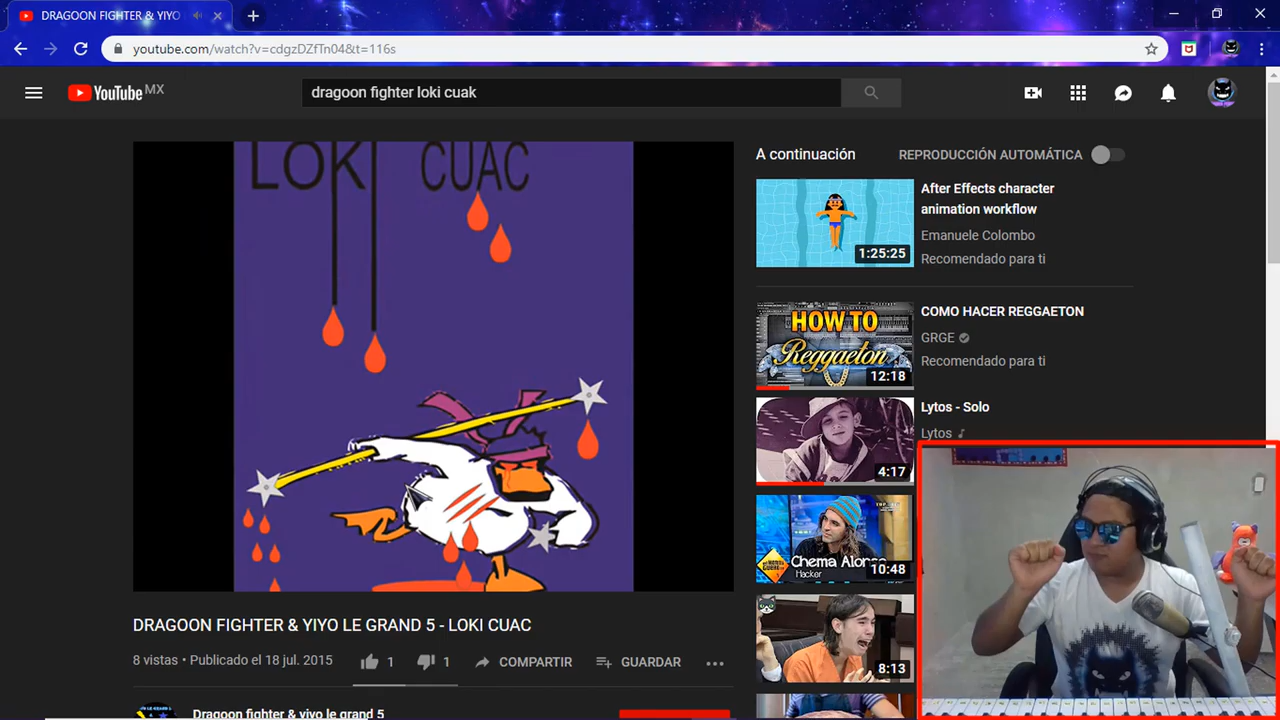 DRAGOON FIGHTER & YIYO
youtube.com/watch?v=cdgzDZfTn04&t=116s
YouTube MX
dragoon fighter loki cuak
LOKI CUAC
A continuación
REPRODUCCIÓN AUTOMÁTICA
After Effects character
animation workflow
Emanuele Colombo
Recomendado para ti
1:25:25
HOW TO
Reggaeton
12:18
COMO HACER REGGAETON
GRGE
Recomendado para ti
4:17
Lytos - Solo
Lytos
Chema Alonso
Hacker
10:48
8:13
DRAGOON FIGHTER & YIYO LE GRAND 5 - LOKI CUAC
8 vistas • Publicado el 18 jul. 2015
1
1
COMPARTIR
GUARDAR
Dragoon fighter & yiyo le grand 5